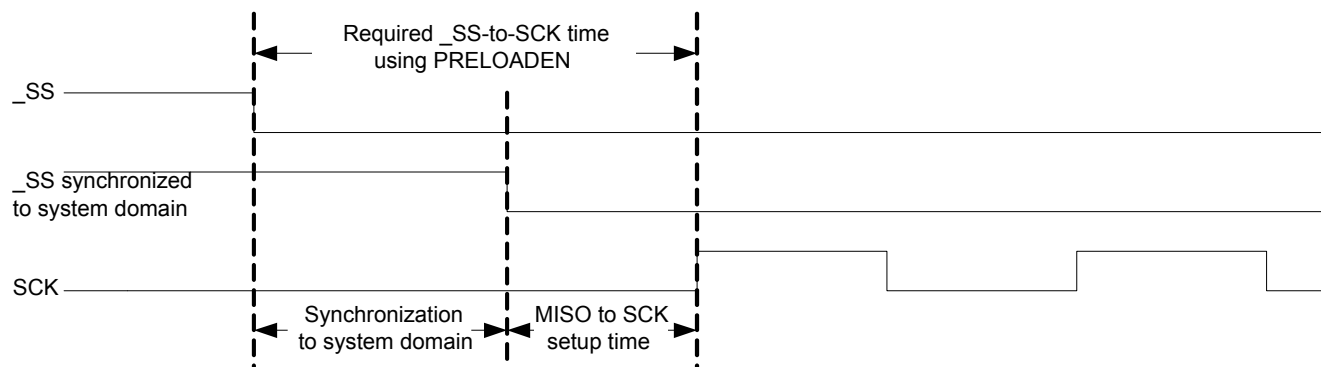 Required _SS-to-SCK time
using PRELOADEN
_SS
_SS synchronized
to system domain
SCK
Synchronization
to system domain
MISO to SCK
setup time